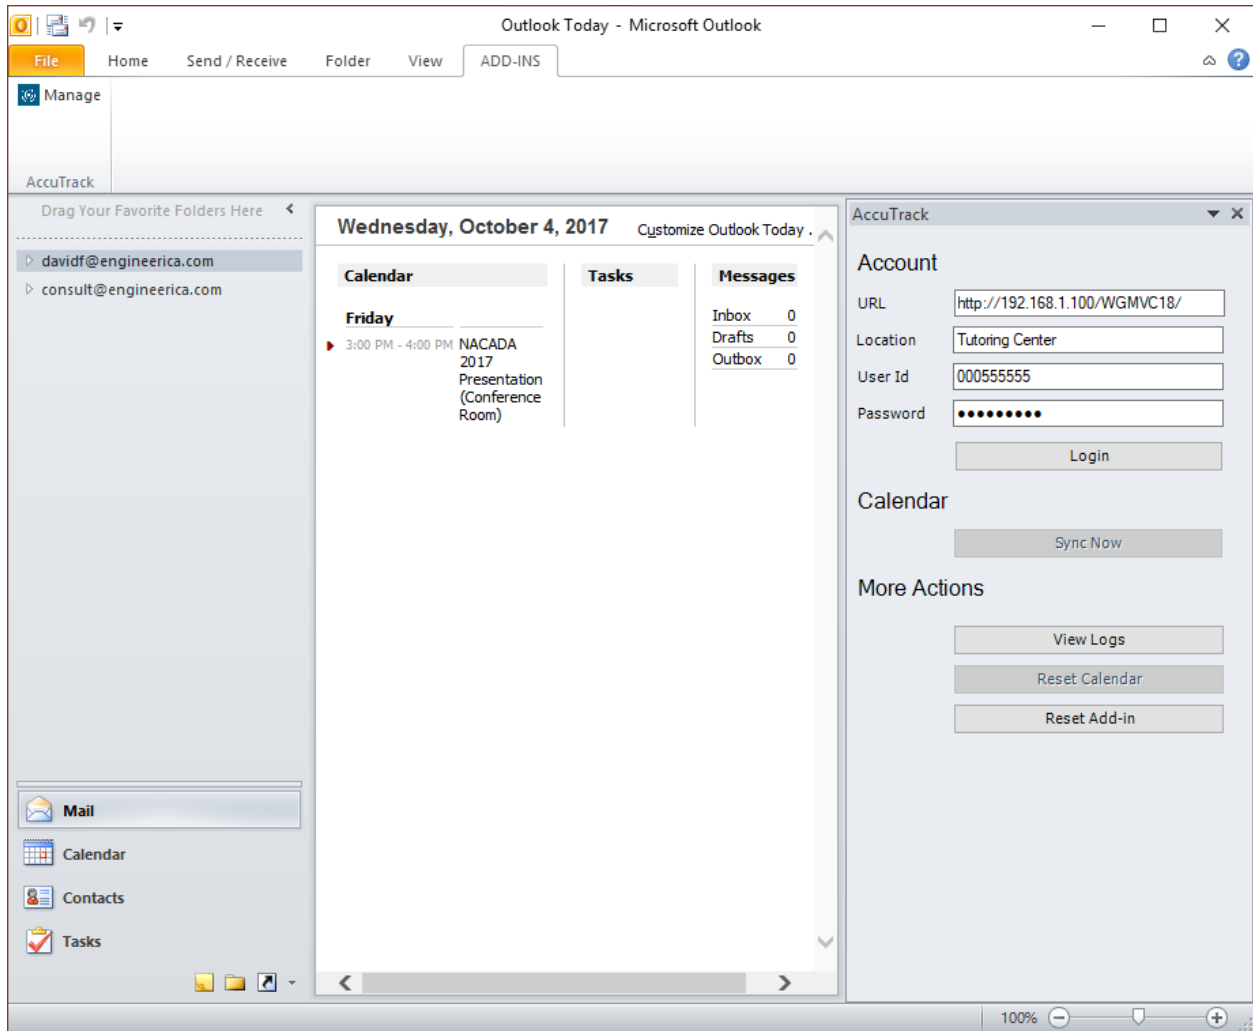 Outlook Today - Microsoft Outlook
File Home Send / Receive Folder View ADD-INS
Manage
AccuTrack
Drag Your Favorite Folders Here
davidf@engineerica.com
consult@engineerica.com
Mail
Calendar
Contacts
Tasks
Wednesday, October 4, 2017 Customize Outlook Today .
Calendar Tasks Messages
Friday
3:00 PM - 4:00 PM NACADA
2017
Presentation
(Conference
Room)
Inbox 0
Drafts 0
Outbox 0
AccuTrack
Account
URL http://192.168.1.100/WGMVC18/
Location Tutoring Center
User Id 000555555
Password •••••••••
Login
Calendar
Sync Now
More Actions
View Logs
Reset Calendar
Reset Add-in
100%